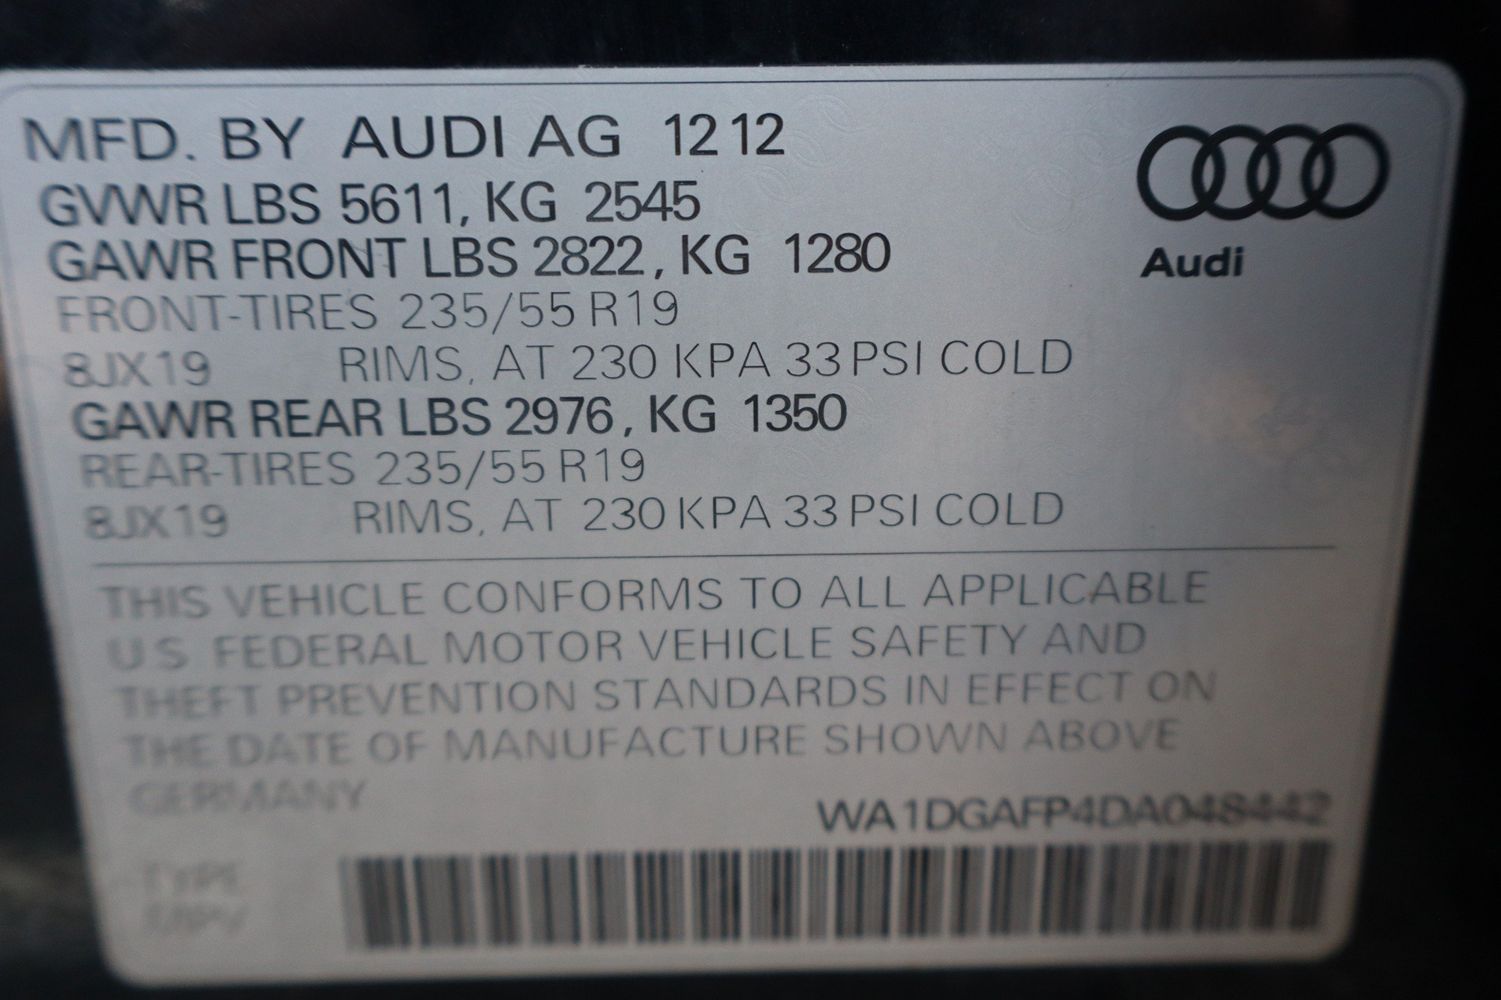 MFD. BY AUDI AG 12 12
GVWR LBS 5611, KG 2545
GAWR FRONT LBS 2822, KG 1280
FRONT-TIRES 235/55 R19
8JX19 RIMS, AT 230 KPA 33 PSI COLD
GAWR REAR LBS 2976, KG 1350
REAR-TIRES 235/55 R19
8JX19 RIMS, AT 230 KPA 33 PSI COLD
Audi
THIS VEHICLE CONFORMS TO ALL APPLICABLE
U S FEDERAL MOTOR VEHICLE SAFETY AND
THEFT PREVENTION STANDARDS IN EFFECT ON
THE DATE OF MANUFACTURE SHOWN ABOVE
GERMANY
WA1DGAFP4DA048442
TYPE